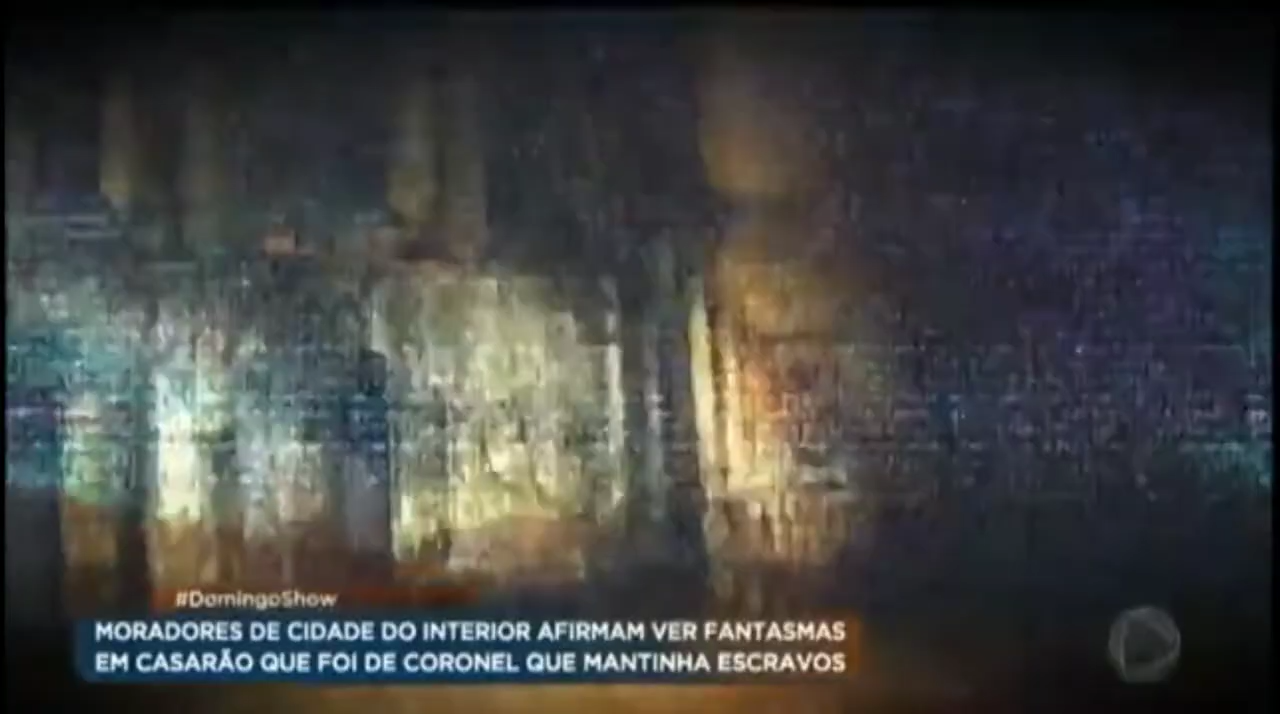 #DomingoShow
MORADORES DE CIDADE DO INTERIOR AFIRMAM VER FANTASMAS
EM CASARÃO QUE FOI DE CORONEL QUE MANTINHA ESCRAVOS